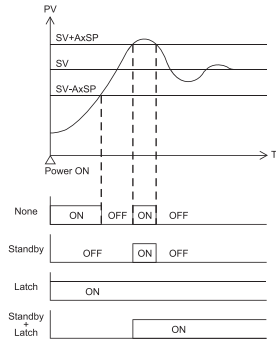 PV
SV+AxSP
SV
SV-AxSP
T
Power ON
None
ON OFF ON OFF
Standby
OFF ON OFF
Latch
ON
Standby
+
Latch
ON